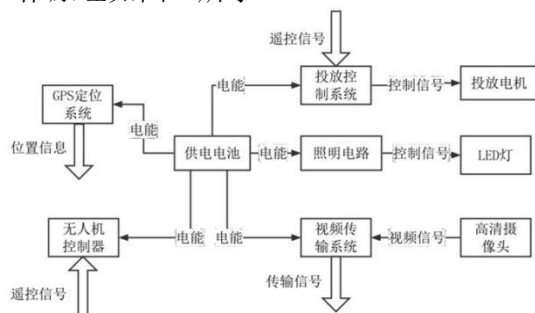 遥控信号
投放控
制系统
控制信号
投放电机
电能
GPS定位
系统
电能
位置信息
供电电池
电能
照明电路
控制信号
LED灯
无人机
控制器
电能
电能
视频传
输系统
视频信号
高清摄
像头
遥控信号
传输信号